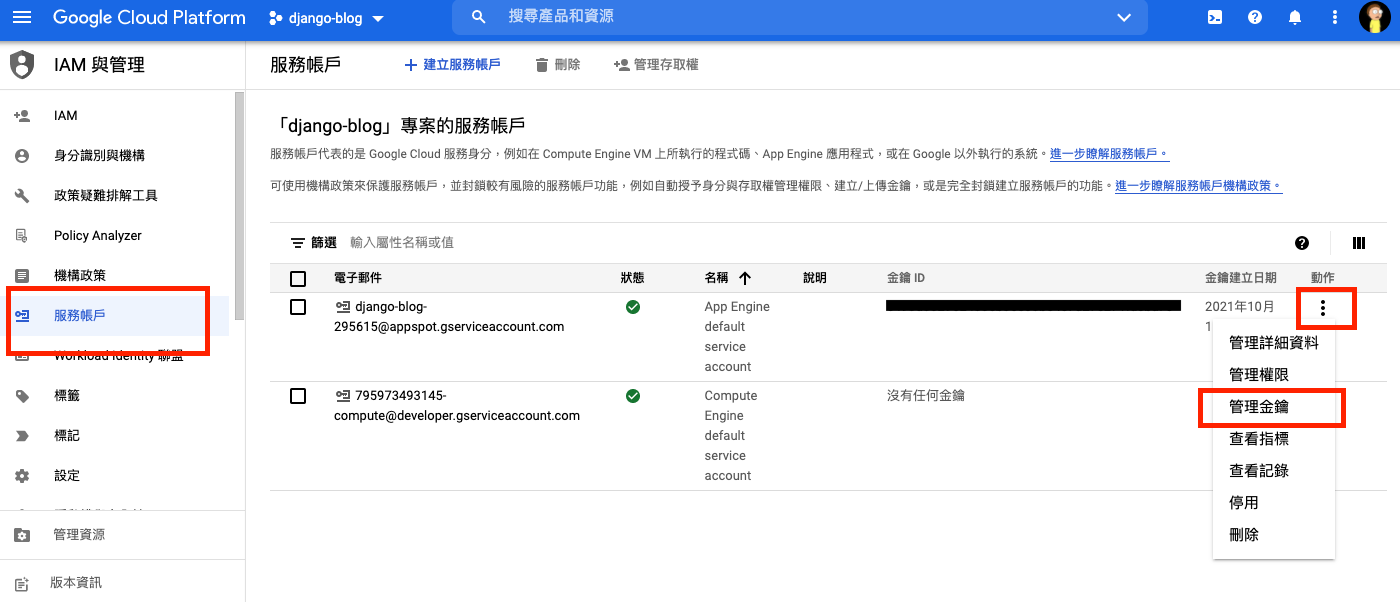 Google Cloud Platform
django-blog
搜尋產品和資源
IAM 與管理
IAM
身分識別與機構
政策疑難排解工具
Policy Analyzer
機構政策
服務帳戶
Workload Identity 聯盟
標籤
標記
設定
管理資源
版本資訊
服務帳戶
建立服務帳戶
刪除
管理存取權
「django-blog」專案的服務帳戶
服務帳戶代表的是 Google Cloud 服務身分，例如在 Compute Engine VM 上所執行的程式碼、App Engine 應用程式，或在 Google 以外執行的系統。進一步瞭解服務帳戶。
可使用機構政策來保護服務帳戶，並封鎖較有風險的服務帳戶功能，例如自動授予身分與存取權管理權限、建立/上傳金鑰，或是完全封鎖建立服務帳戶的功能。進一步瞭解服務帳戶機構政策。
篩選 輸入屬性名稱或值
電子郵件 狀態 名稱 說明 金鑰 ID 金鑰建立日期 動作
django-blog-
295615@appspot.gserviceaccount.com
App Engine
default
service
account
2021年10月
1
795973493145-
compute@developer.gserviceaccount.com
Compute
Engine
default
service
account
沒有任何金鑰
管理詳細資料
管理權限
管理金鑰
查看指標
查看記錄
停用
刪除